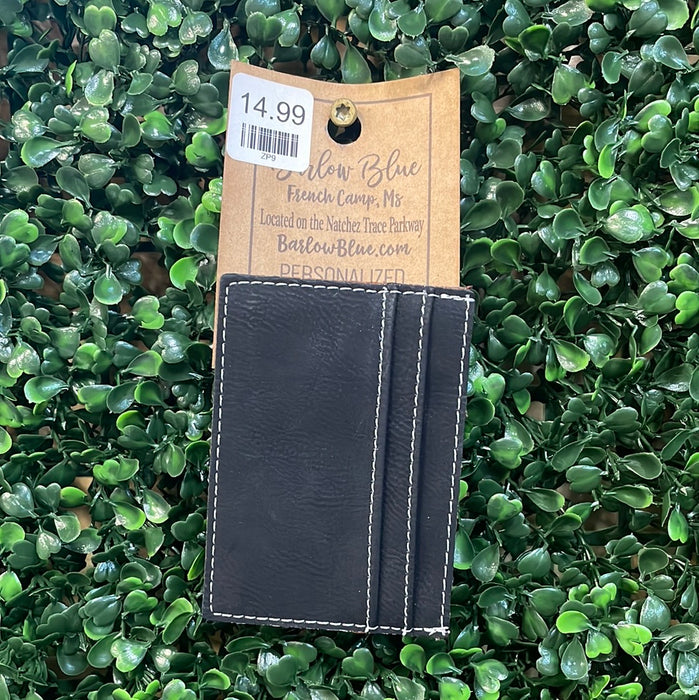 14.99
ZP9
Barlow Blue
French Camp, Ms
Located on the Natchez Trace Parkway
BarlowBlue.com
PERSONALIZED